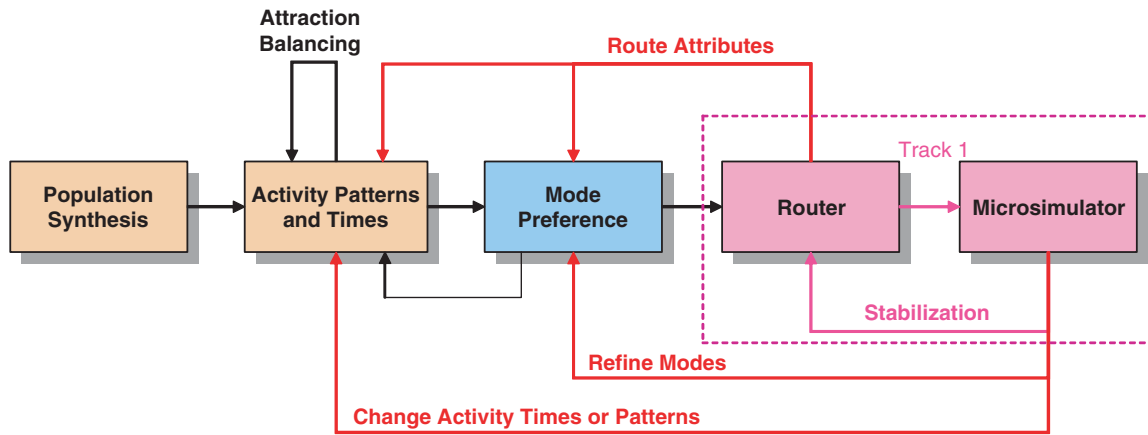 Attraction
Balancing
Route Attributes
Track 1
Population
Synthesis
Activity Patterns
and Times
Mode
Preference
Router
Microsimulator
Stabilization
Refine Modes
Change Activity Times or Patterns